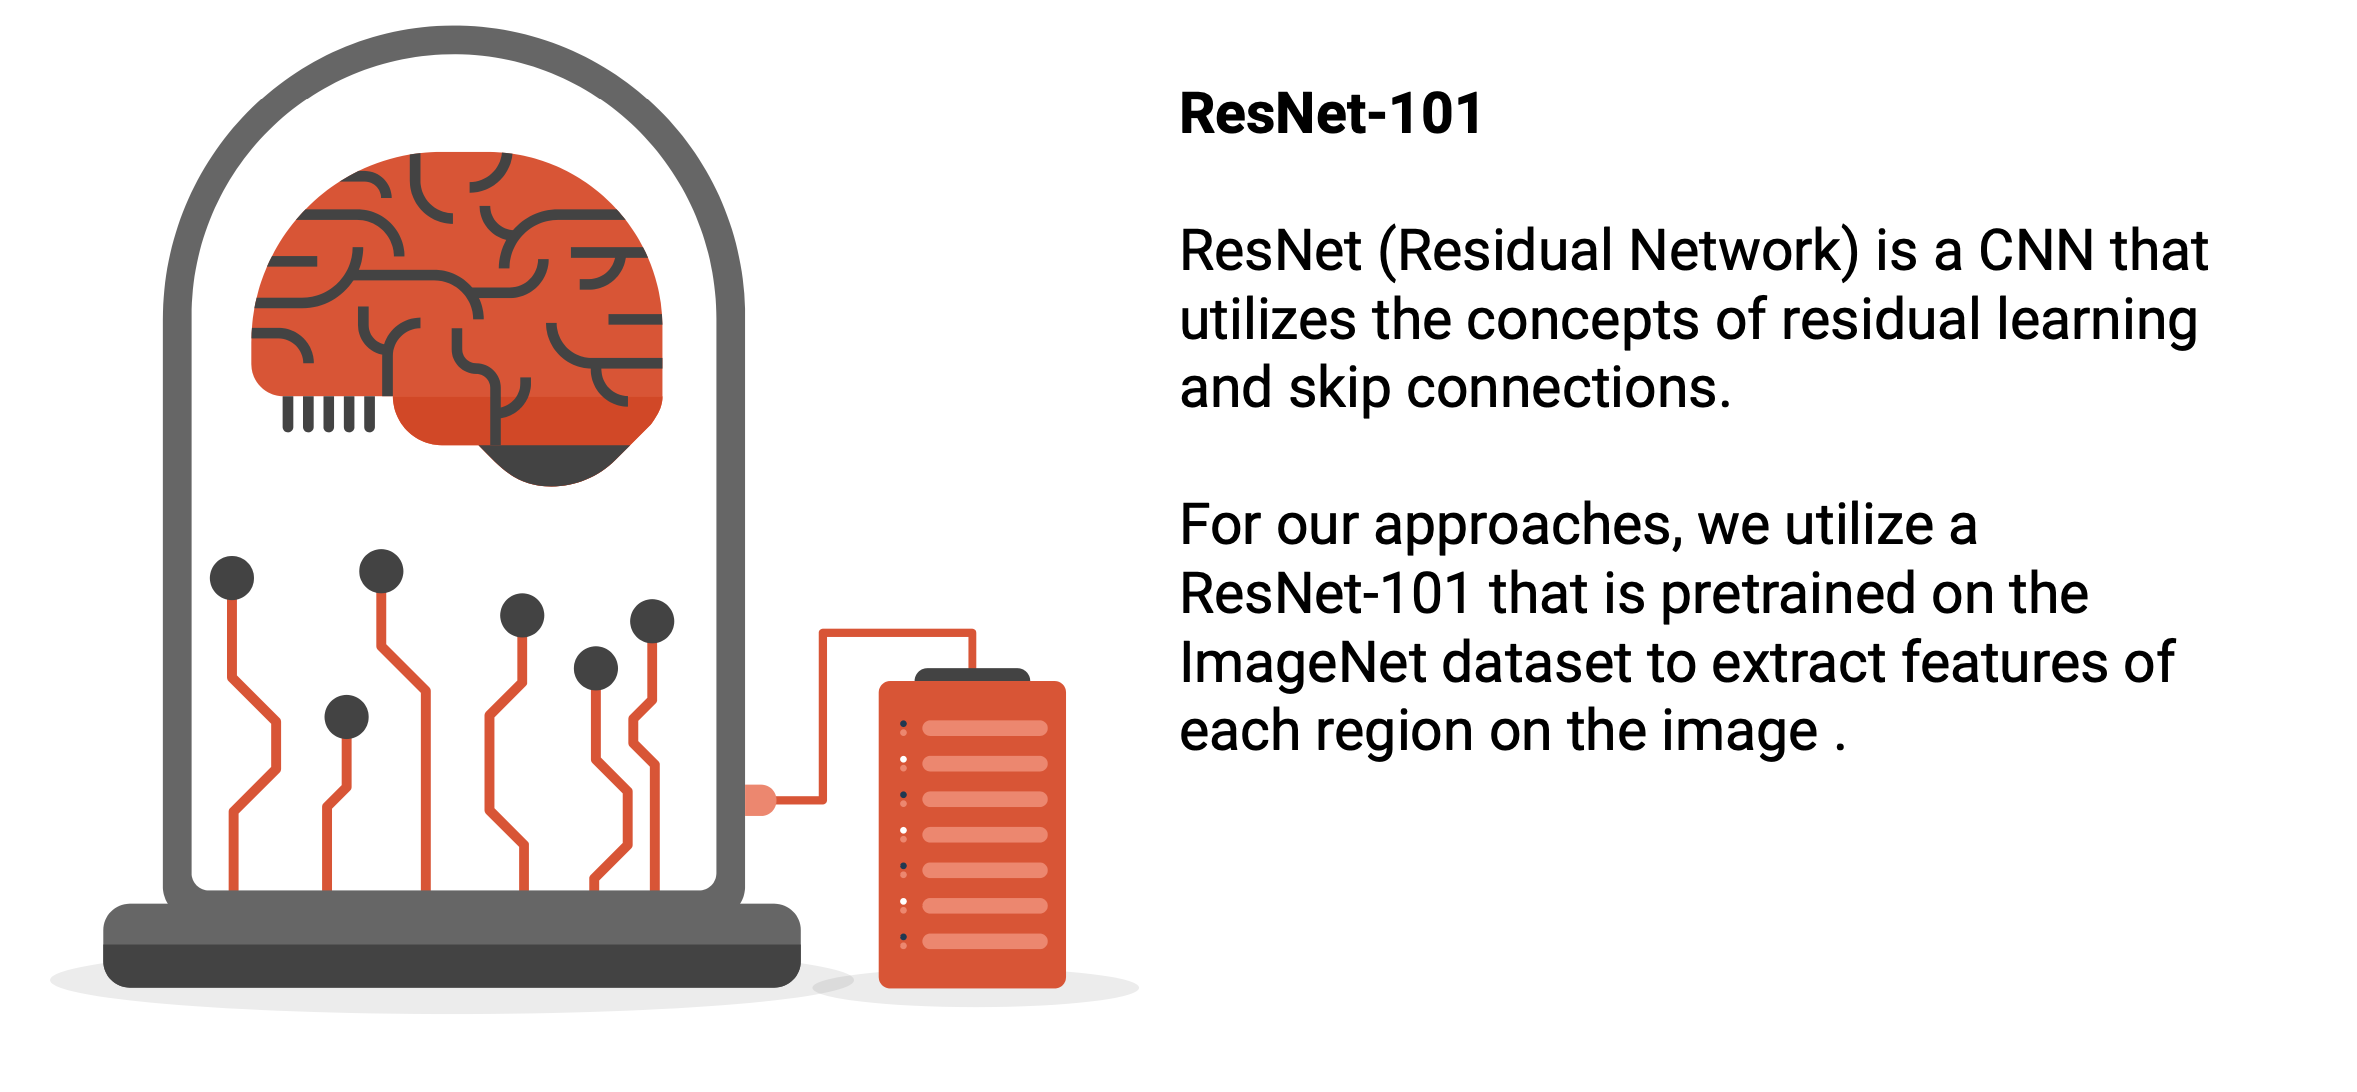 ResNet-101
ResNet (Residual Network) is a CNN that
utilizes the concepts of residual learning
and skip connections.
For our approaches, we utilize a
ResNet-101 that is pretrained on the
ImageNet dataset to extract features of
each region on the image .